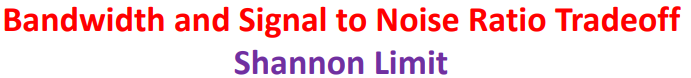 Bandwidth and Signal to Noise Ratio Tradeoff
Shannon Limit